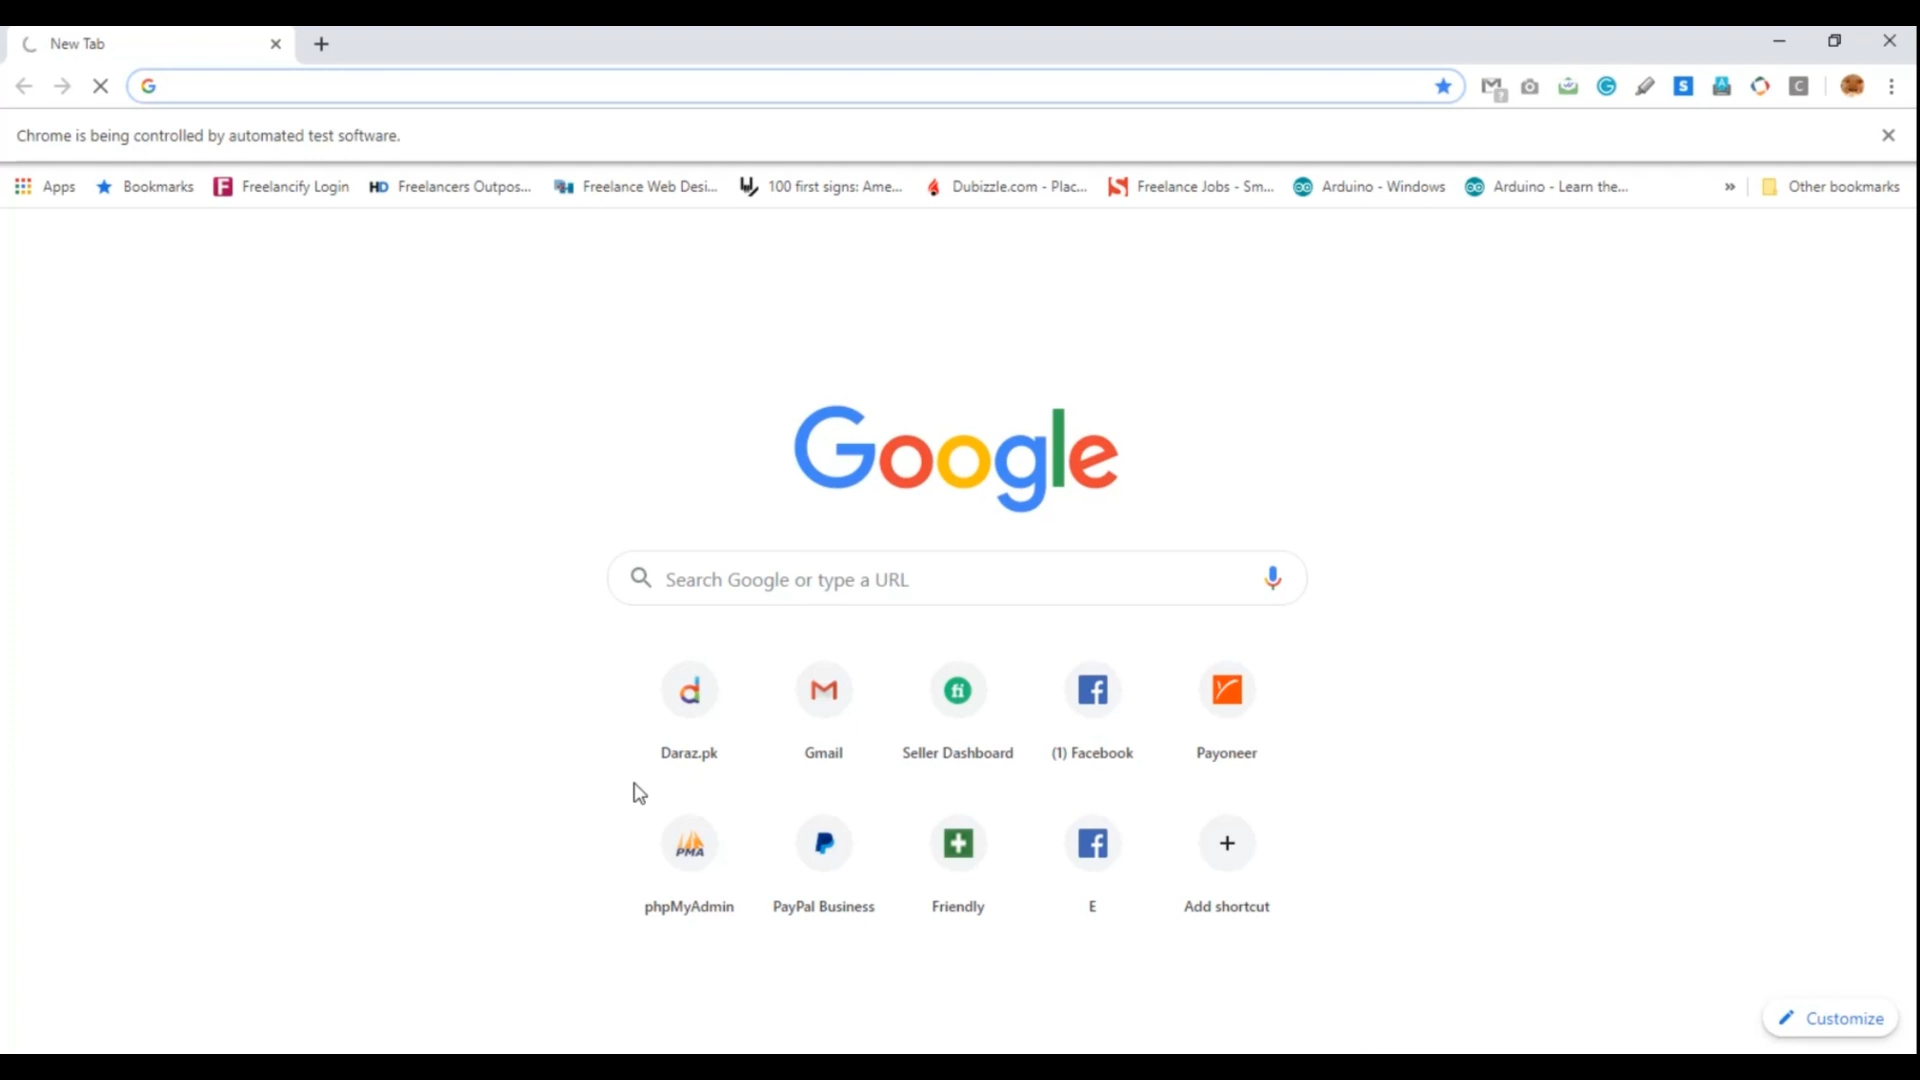 New Tab
Chrome is being controlled by automated test software.
Apps Bookmarks Freelancify Login Freelancers Outpos... Freelance Web Desi... 100 first signs: Ame... Dubizzle.com - Plac... Freelance Jobs - Sm... Arduino - Windows Arduino - Learn the... » Other bookmarks
Google
Search Google or type a URL
Daraz.pk Gmail Seller Dashboard (1) Facebook Payoneer
PMA
phpMyAdmin PayPal Business Friendly E Add shortcut
Customize